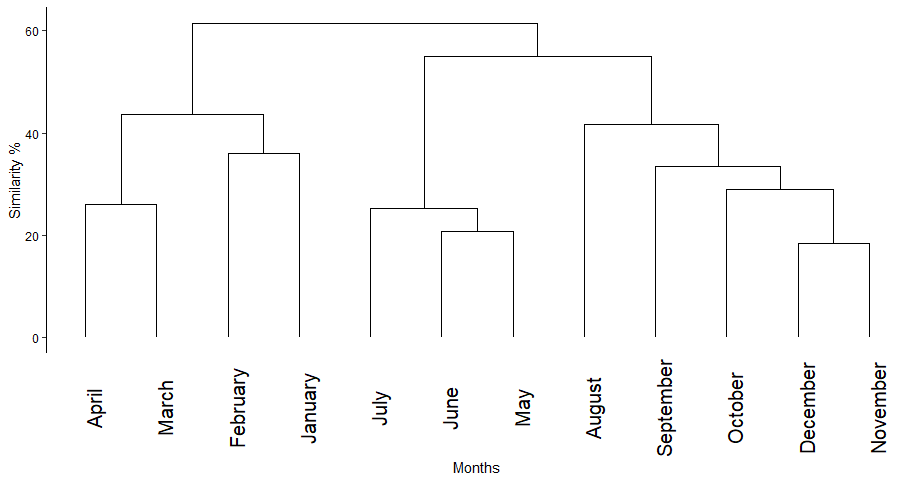 60
40
20
0
Similarity %
April
March
February
January
July
June
May
August
September
October
December
November
Months